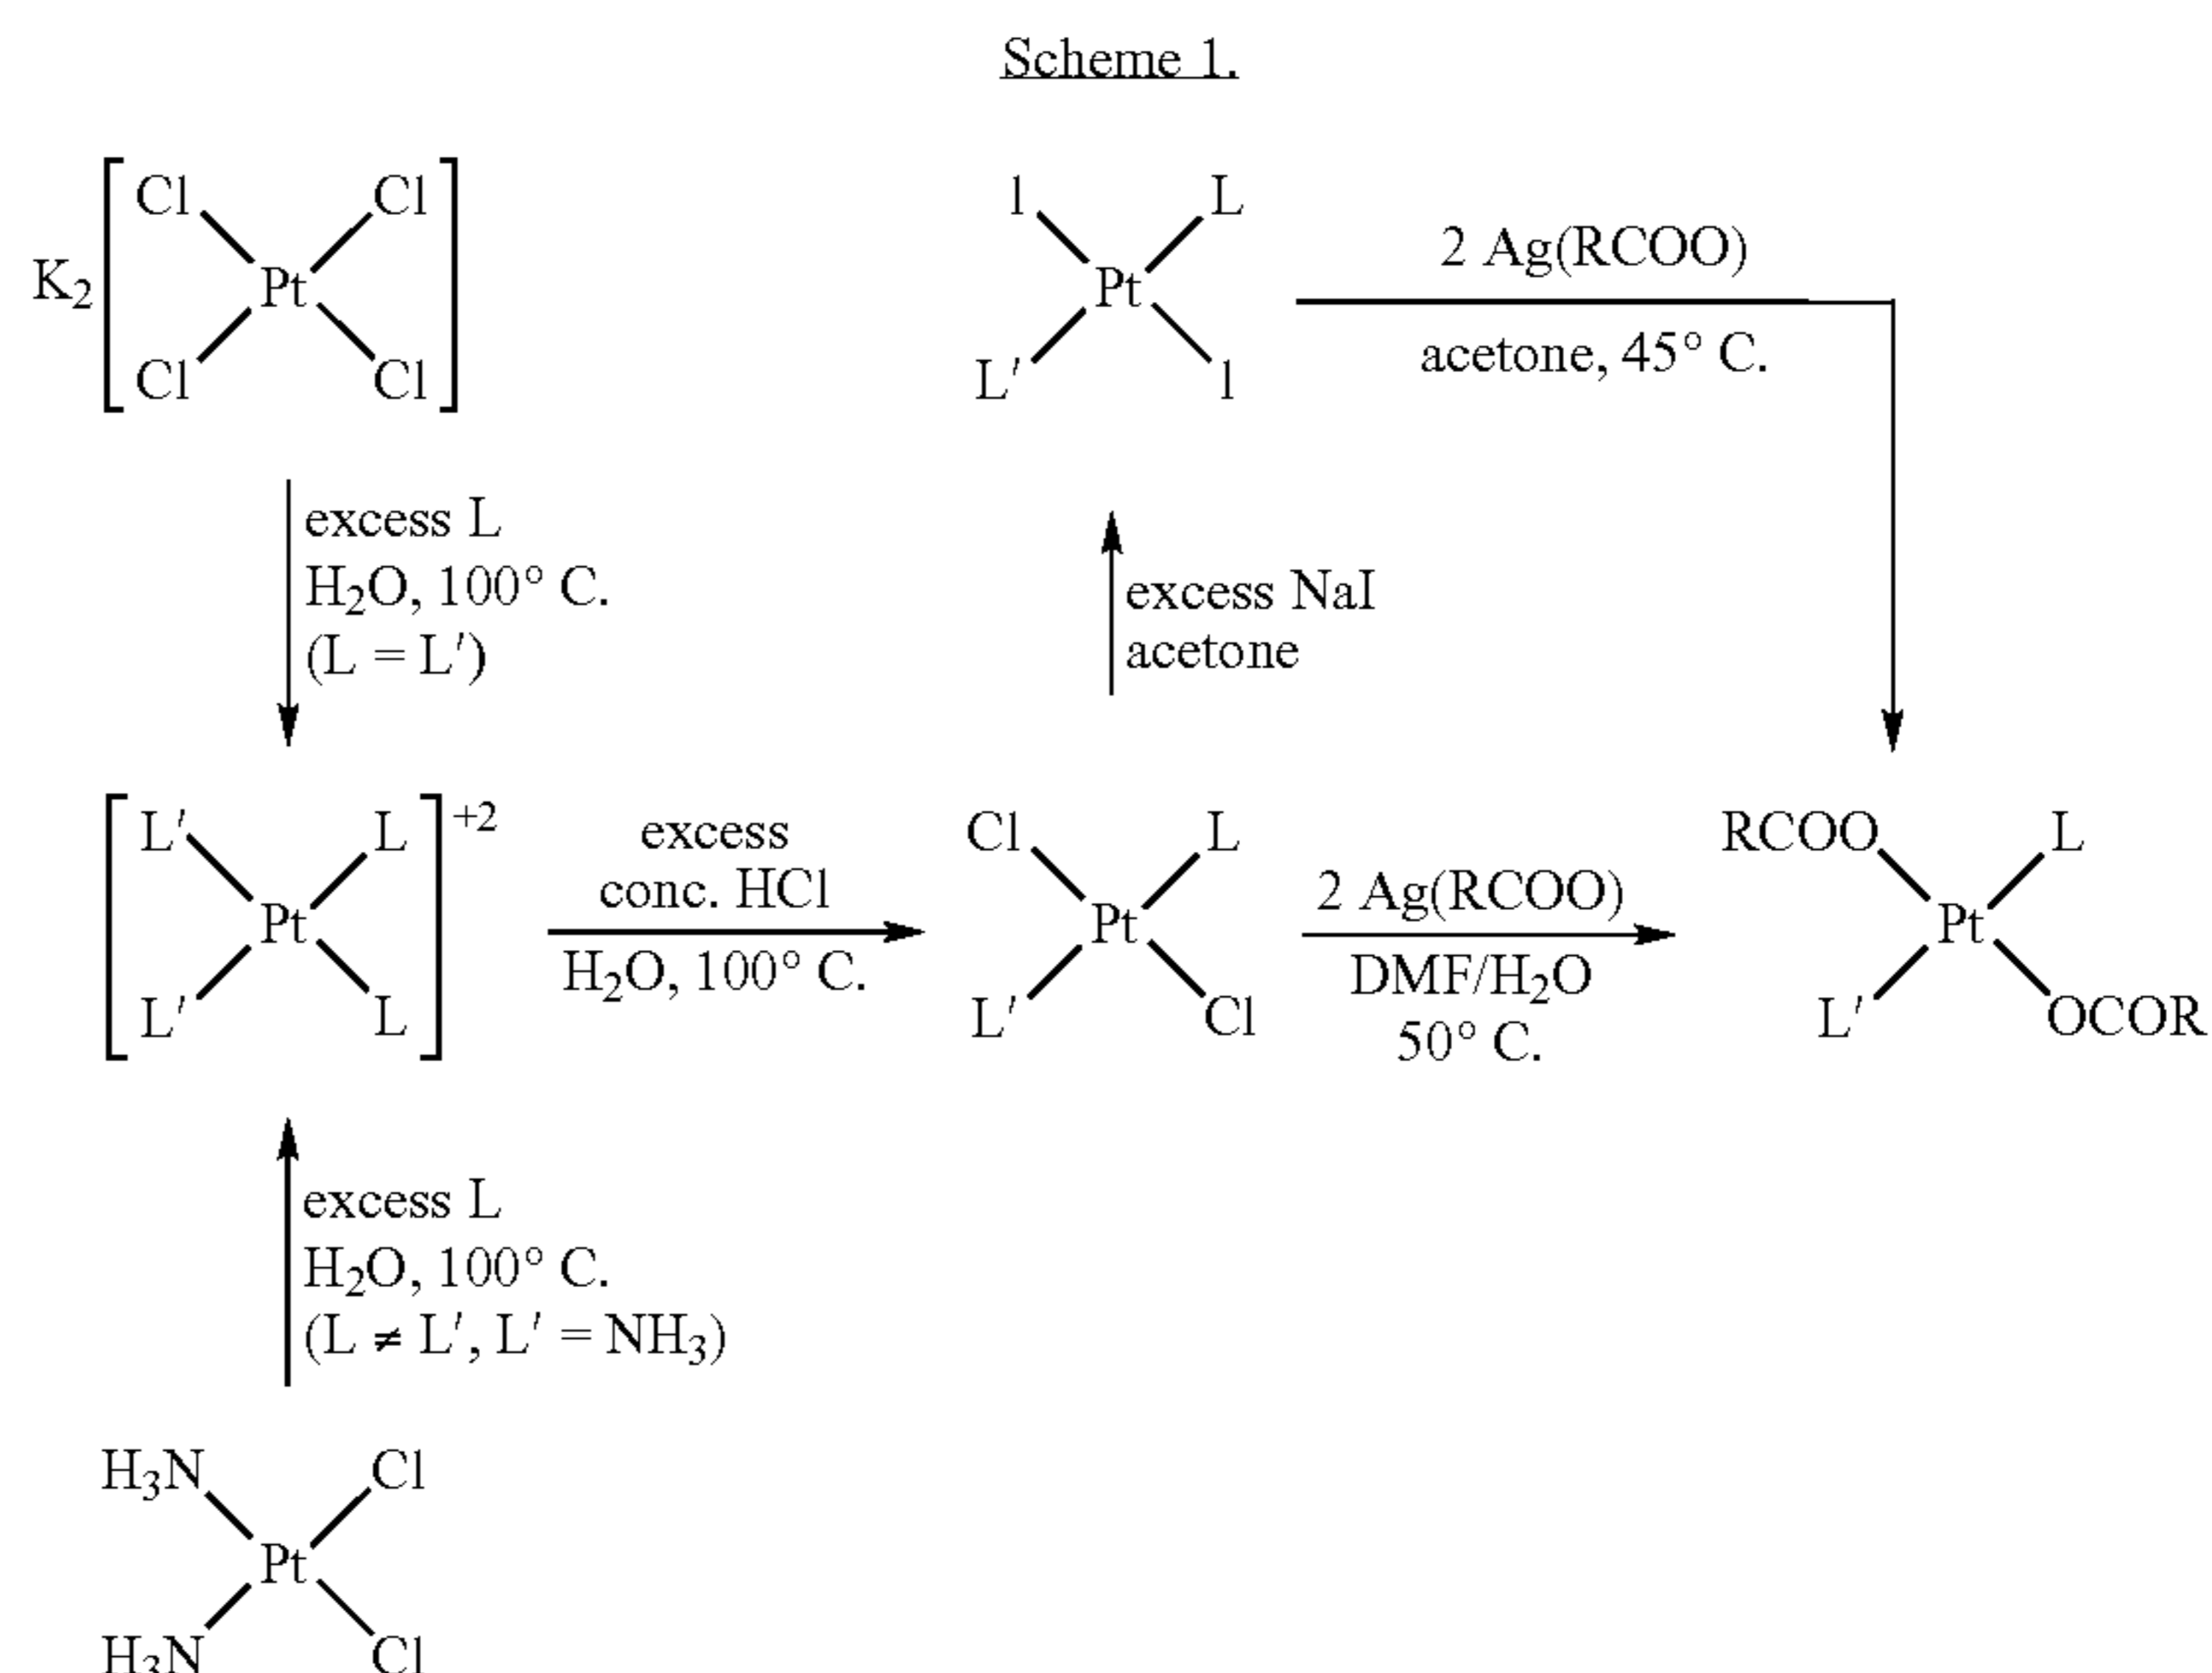 Scheme 1.
K2
Cl Cl
Pt
Cl Cl
l L
Pt
L′ l
2 Ag(RCOO)
acetone, 45° C.
excess L
H2O, 100° C.
(L = L′)
excess NaI
acetone
L′ L
Pt
L′ L
+2
excess
conc. HCl
H2O, 100° C.
Cl L
Pt
L′ Cl
2 Ag(RCOO)
DMF/H2O
50° C.
RCOO L
Pt
L′ OCOR
excess L
H2O, 100° C.
(L ≠ L′, L′ = NH3)
H3N Cl
Pt
H3N Cl